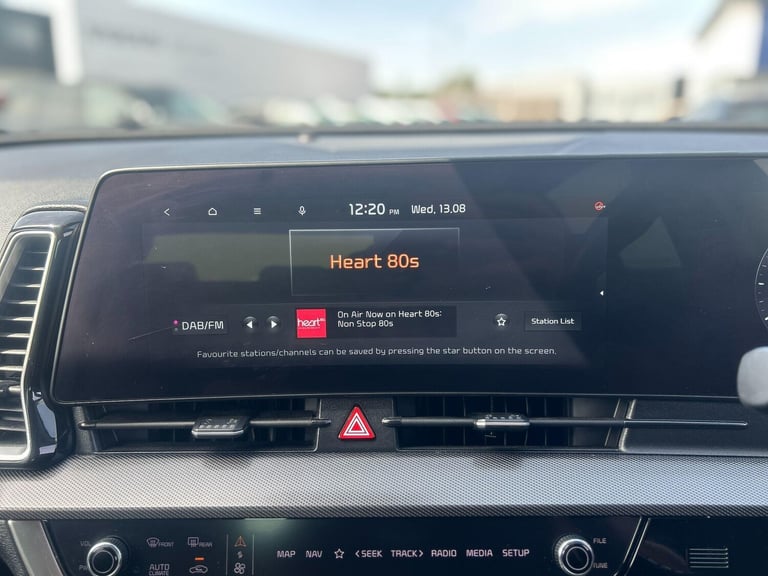 12:20 PM Wed, 13.08
Heart 80s
DAB/FM
heart
On Air Now on Heart 80s:
Non Stop 80s
Station List
Favourite stations/channels can be saved by pressing the star button on the screen.
VOL
FRONT
REAR
AUTO
CLIMATE
MAP NAV SEEK TRACK RADIO MEDIA SETUP
FILE
TUNE